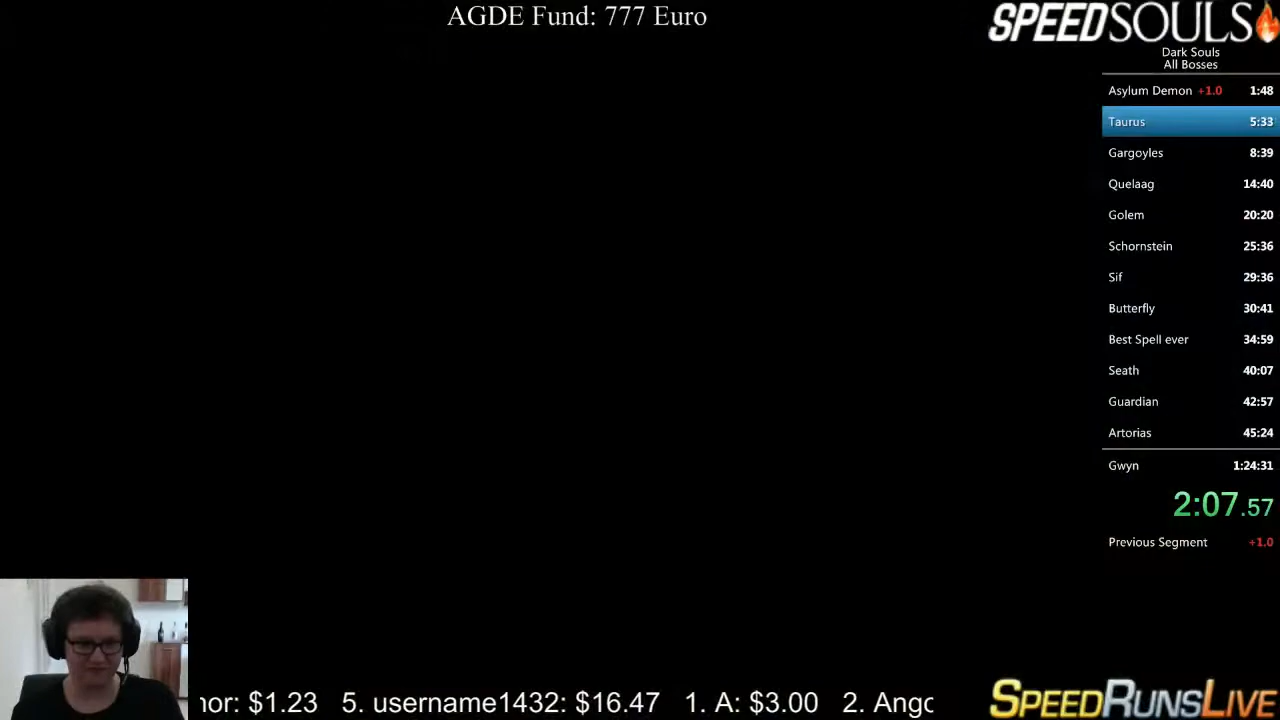 AGDE Fund: 777 Euro
SPEEDSOULS
Dark Souls
All Bosses
Asylum Demon +1.0 1:48
Taurus 5:33
Gargoyles 8:39
Quelaag 14:40
Golem 20:20
Schornstein 25:36
Sif 29:36
Butterfly 30:41
Best Spell ever 34:59
Seath 40:07
Guardian 42:57
Artorias 45:24
Gwyn 1:24:31
2:07.57
Previous Segment +1.0
nor: $1.23 5. username1432: $16.47 1. A: $3.00 2. Ango
SPEEDRUNSLIVE